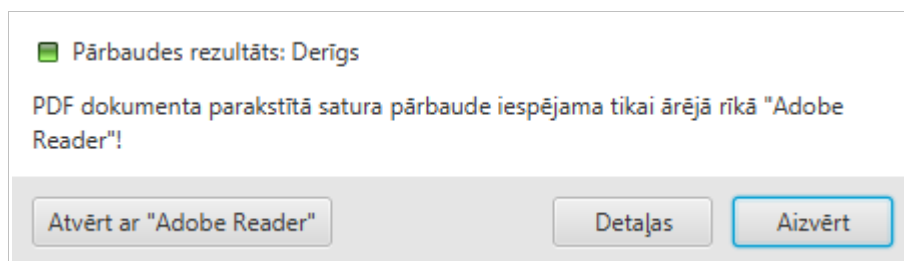 Pārbaudes rezultāts: Derīgs
PDF dokumenta parakstītā satura pārbaude iespējama tikai ārējā rīkā "Adobe
Reader"!
Atvērt ar "Adobe Reader"
Detaļas
Aizvērt